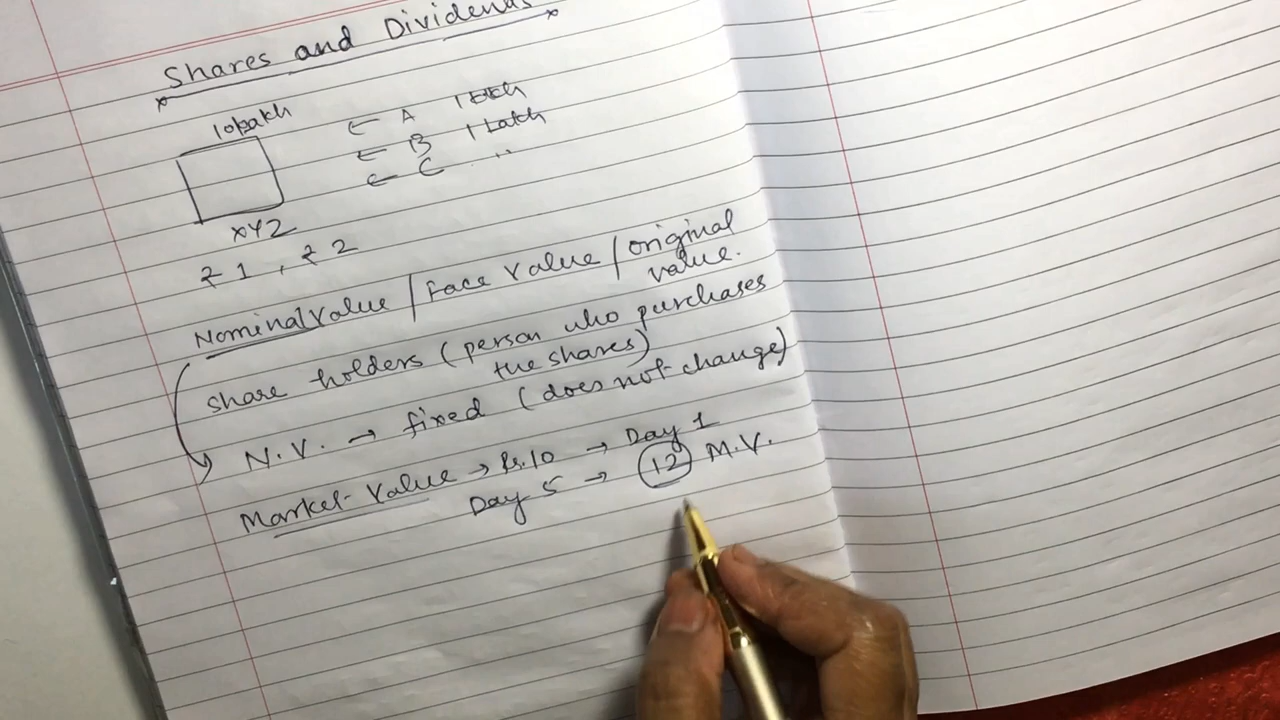 Shares and Dividends
10 Lakh
← A 1 Lakh
← B 1 Lakh
← C "
XYZ
₹ 1 , ₹ 2
Nominal Value / Face Value / original
value.
share holders ( person who purchases
the shares)
N.V. → fixed ( does not change)
Market Value → Rs.10 → Day 1
Day 5 → 12 M.V.